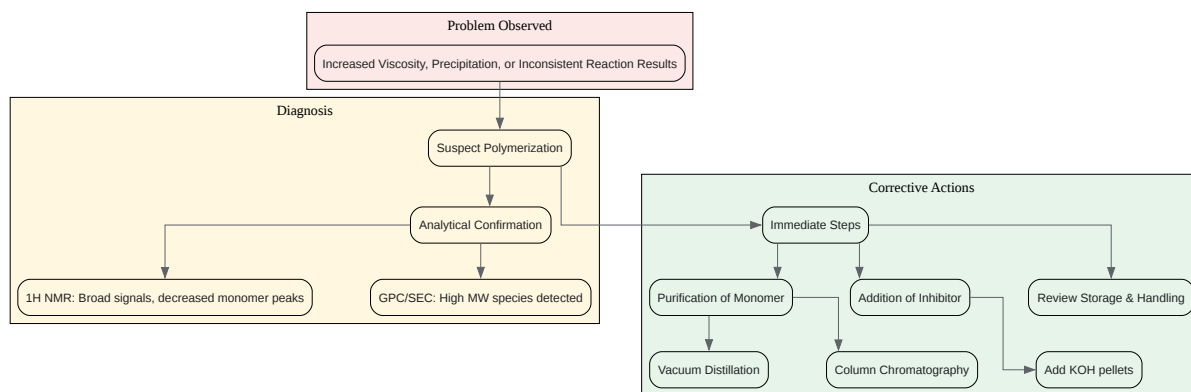 Problem Observed
Increased Viscosity, Precipitation, or Inconsistent Reaction Results
Diagnosis
Suspect Polymerization
Analytical Confirmation
1H NMR: Broad signals, decreased monomer peaks
GPC/SEC: High MW species detected
Corrective Actions
Immediate Steps
Purification of Monomer
Addition of Inhibitor
Review Storage & Handling
Vacuum Distillation
Column Chromatography
Add KOH pellets